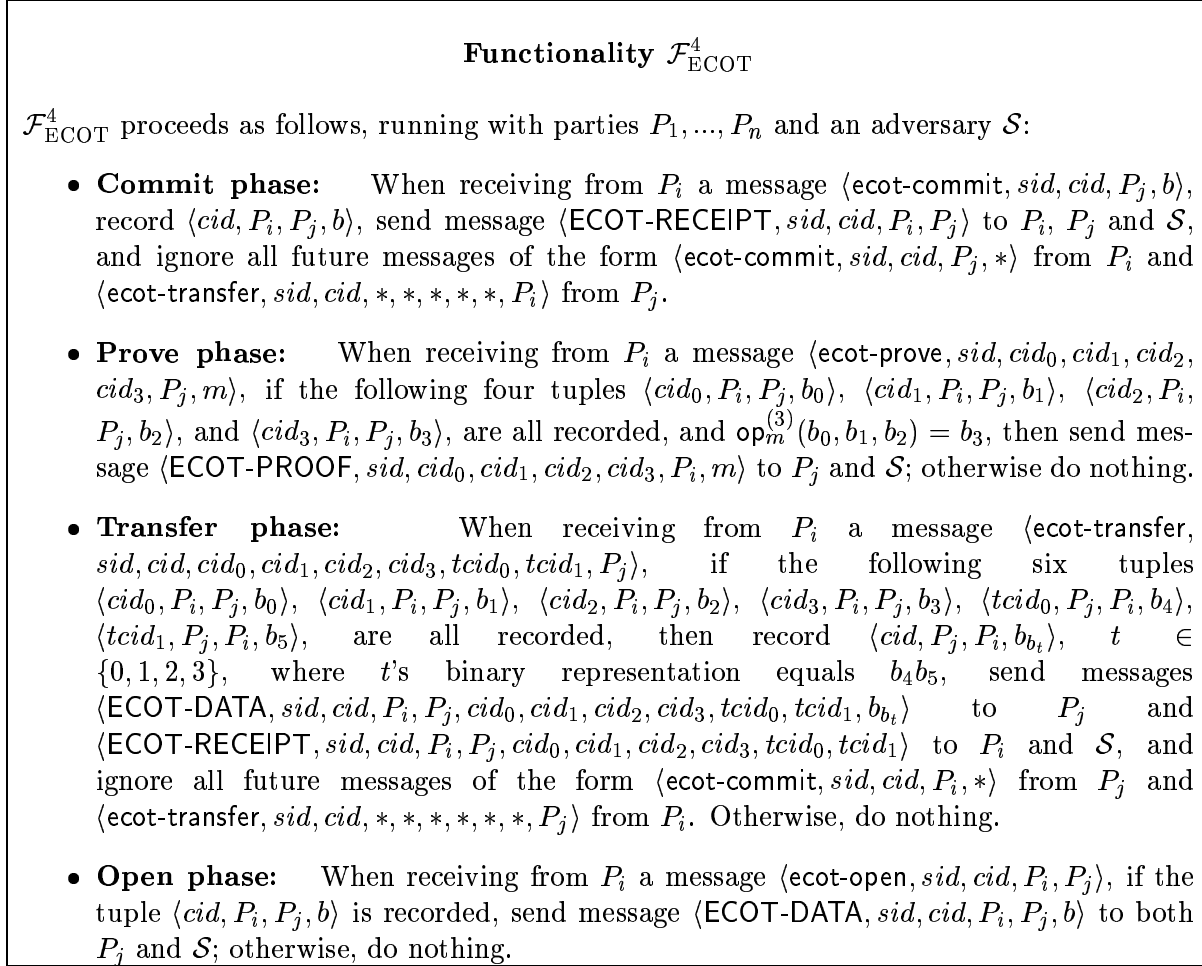 Functionality $\mathcal{F}^4_{\text{ECOT}}$
$\mathcal{F}^4_{\text{ECOT}}$ proceeds as follows, running with parties $P_1, ..., P_n$ and an adversary $\mathcal{S}$:
• Commit phase: When receiving from $P_i$ a message ⟨ecot-commit, $sid, cid, P_j, b$⟩,
record ⟨$cid, P_i, P_j, b$⟩, send message ⟨ECOT-RECEIPT, $sid, cid, P_i, P_j$⟩ to $P_i$, $P_j$ and $\mathcal{S}$,
and ignore all future messages of the form ⟨ecot-commit, $sid, cid, P_j, *$⟩ from $P_i$ and
⟨ecot-transfer, $sid, cid, *, *, *, *, *, P_i$⟩ from $P_j$.
• Prove phase: When receiving from $P_i$ a message ⟨ecot-prove, $sid, cid_0, cid_1, cid_2,$
$cid_3, P_j, m$⟩, if the following four tuples ⟨$cid_0, P_i, P_j, b_0$⟩, ⟨$cid_1, P_i, P_j, b_1$⟩, ⟨$cid_2, P_i,$
$P_j, b_2$⟩, and ⟨$cid_3, P_i, P_j, b_3$⟩, are all recorded, and $\text{op}^{(3)}_m(b_0, b_1, b_2) = b_3$, then send mes-
sage ⟨ECOT-PROOF, $sid, cid_0, cid_1, cid_2, cid_3, P_i, m$⟩ to $P_j$ and $\mathcal{S}$; otherwise do nothing.
• Transfer phase: When receiving from $P_i$ a message ⟨ecot-transfer,
$sid, cid, cid_0, cid_1, cid_2, cid_3, tcid_0, tcid_1, P_j$⟩, if the following six tuples
⟨$cid_0, P_i, P_j, b_0$⟩, ⟨$cid_1, P_i, P_j, b_1$⟩, ⟨$cid_2, P_i, P_j, b_2$⟩, ⟨$cid_3, P_i, P_j, b_3$⟩, ⟨$tcid_0, P_j, P_i, b_4$⟩,
⟨$tcid_1, P_j, P_i, b_5$⟩, are all recorded, then record ⟨$cid, P_j, P_i, b_{b_t}$⟩, $t \in$
$\{0, 1, 2, 3\}$, where $t$'s binary representation equals $b_4b_5$, send messages
⟨ECOT-DATA, $sid, cid, P_i, P_j, cid_0, cid_1, cid_2, cid_3, tcid_0, tcid_1, b_{b_t}$⟩ to $P_j$ and
⟨ECOT-RECEIPT, $sid, cid, P_i, P_j, cid_0, cid_1, cid_2, cid_3, tcid_0, tcid_1$⟩ to $P_i$ and $\mathcal{S}$, and
ignore all future messages of the form ⟨ecot-commit, $sid, cid, P_i, *$⟩ from $P_j$ and
⟨ecot-transfer, $sid, cid, *, *, *, *, *, *, P_j$⟩ from $P_i$. Otherwise, do nothing.
• Open phase: When receiving from $P_i$ a message ⟨ecot-open, $sid, cid, P_i, P_j$⟩, if the
tuple ⟨$cid, P_i, P_j, b$⟩ is recorded, send message ⟨ECOT-DATA, $sid, cid, P_i, P_j, b$⟩ to both
$P_j$ and $\mathcal{S}$; otherwise, do nothing.